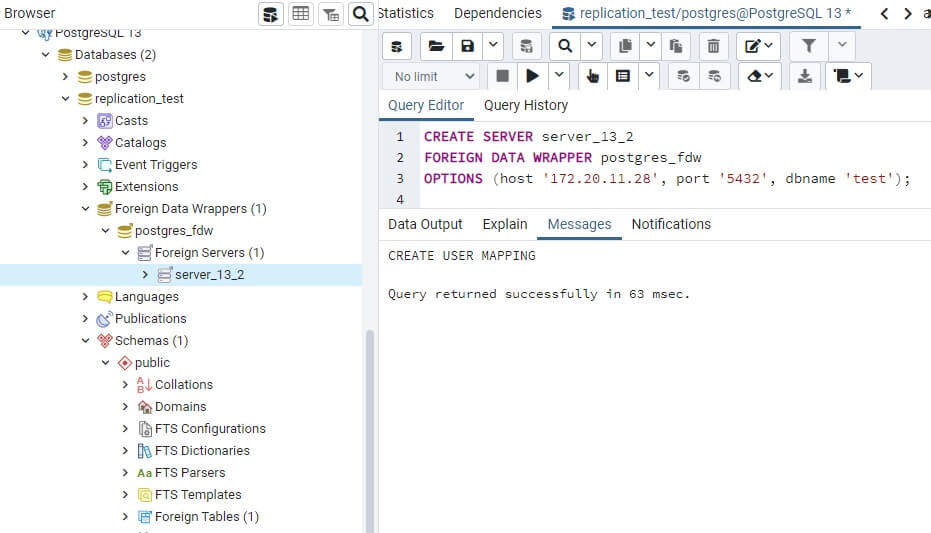 Browser
PostgreSQL 13
Databases (2)
postgres
replication_test
Casts
Catalogs
Event Triggers
Extensions
Foreign Data Wrappers (1)
postgres_fdw
Foreign Servers (1)
server_13_2
Languages
Publications
Schemas (1)
public
Collations
Domains
FTS Configurations
FTS Dictionaries
Aa FTS Parsers
FTS Templates
Foreign Tables (1)
Statistics Dependencies replication_test/postgres@PostgreSQL 13 *
No limit
Query Editor Query History
1 CREATE SERVER server_13_2
2 FOREIGN DATA WRAPPER postgres_fdw
3 OPTIONS (host '172.20.11.28', port '5432', dbname 'test');
4
Data Output Explain Messages Notifications
CREATE USER MAPPING
Query returned successfully in 63 msec.